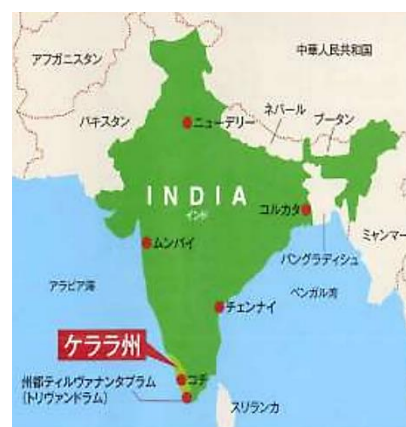 アフガニスタン
中華人民共和国
パキスタン
ニューデリー
ネパール
ブータン
INDIA
インド
コルカタ
ミャンマー
ムンバイ
バングラディシュ
アラビア湾
ベンガル湾
チェンナイ
ケララ州
コチ
州都ティルヴァナンタプラム
(トリヴァンドラム)
スリランカ